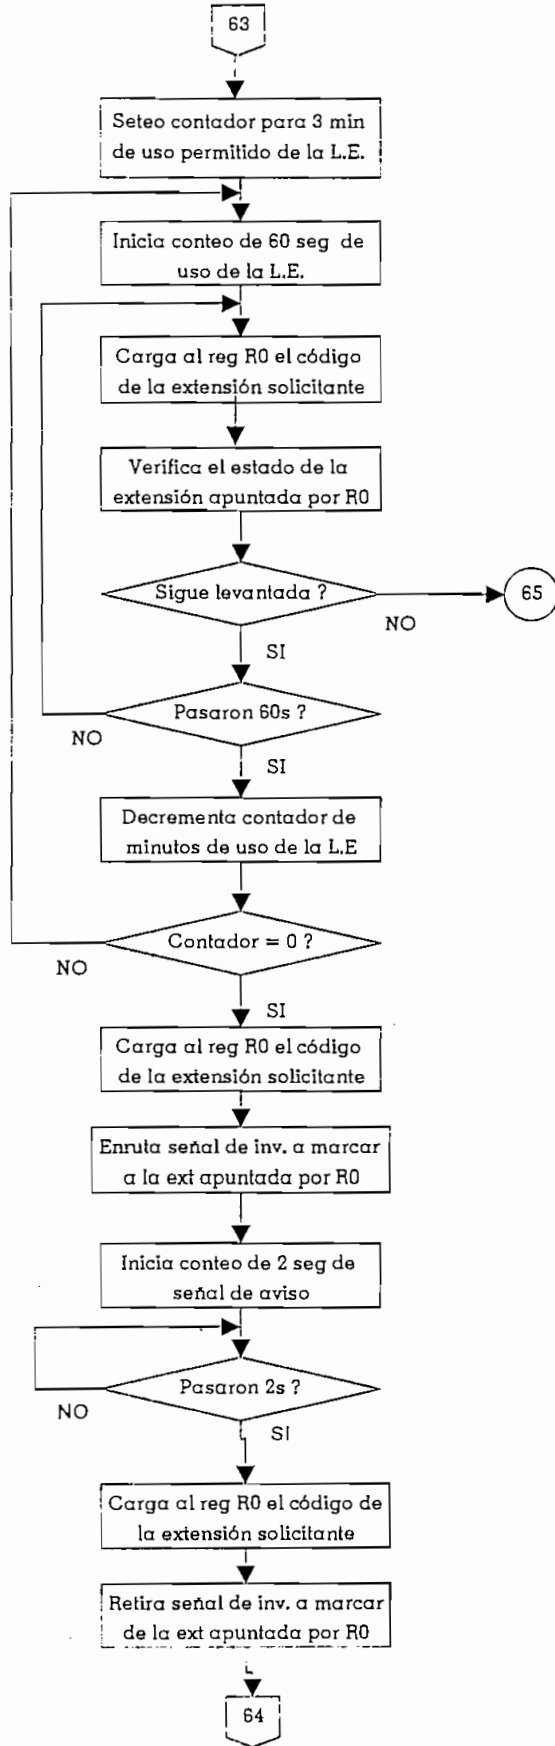 63
Seteo contador para 3 min
de uso permitido de la L.E.
Inicia conteo de 60 seg de
uso de la L.E.
Carga al reg R0 el código
de la extensión solicitante
Verifica el estado de la
extensión apuntada por R0
Sigue levantada ?
65
NO
SI
Pasaron 60s ?
NO
SI
Decrementa contador de
minutos de uso de la L.E
Contador = 0 ?
NO
SI
Carga al reg R0 el código
de la extensión solicitante
Enruta señal de inv. a marcar
a la ext apuntada por R0
Inicia conteo de 2 seg de
señal de aviso
Pasaron 2s ?
NO
SI
Carga al reg R0 el código de
la extensión solicitante
Retira señal de inv. a marcar
de la ext apuntada por R0
64